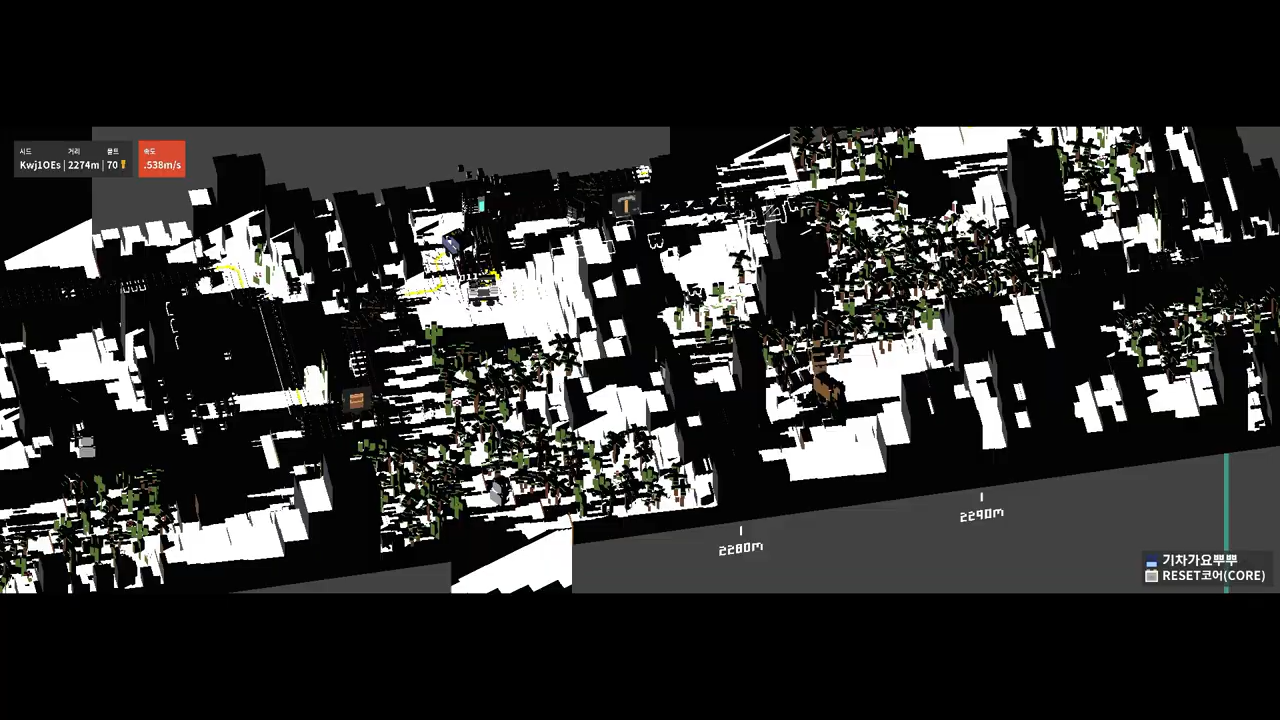 시드 거리 볼트
Kwj1OEs | 2274m | 70
속도
.538m/s
2280m
2290m
기차가요뿌뿌
RESET코어(CORE)